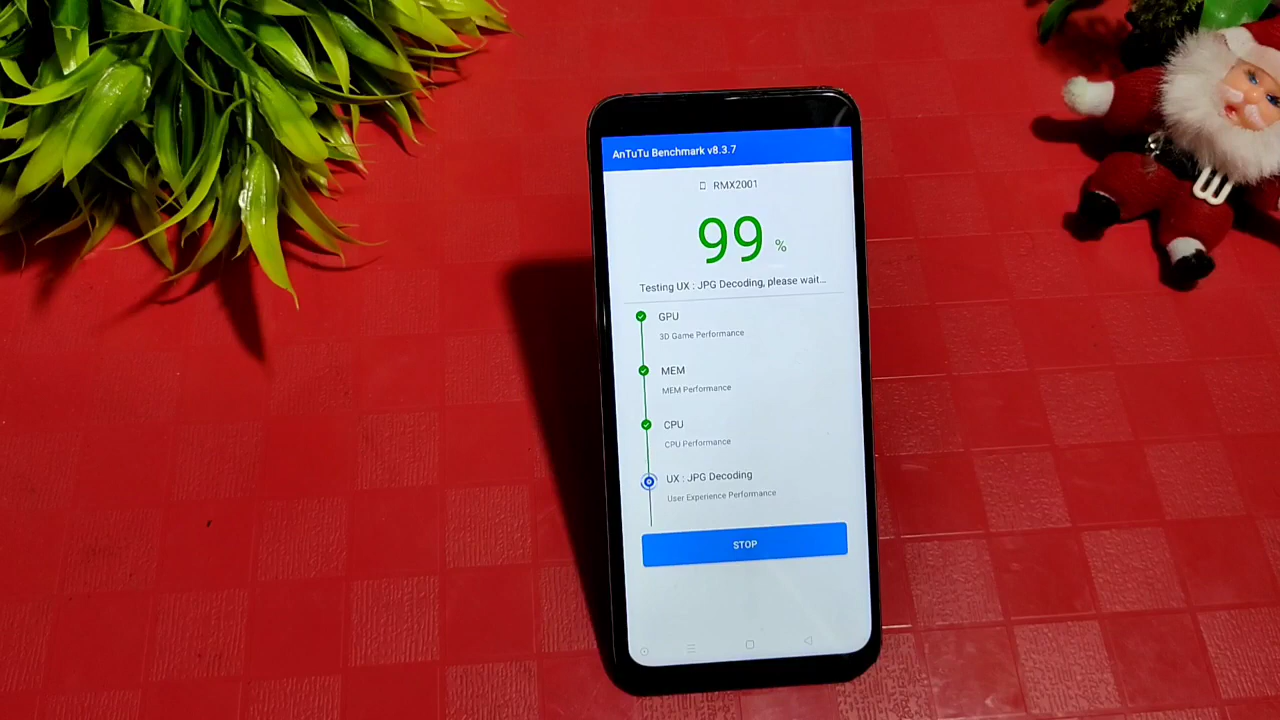 AnTuTu Benchmark v8.3.7
RMX2001
99 %
Testing UX : JPG Decoding, please wait...
GPU
3D Game Performance
MEM
MEM Performance
CPU
CPU Performance
UX : JPG Decoding
User Experience Performance
STOP